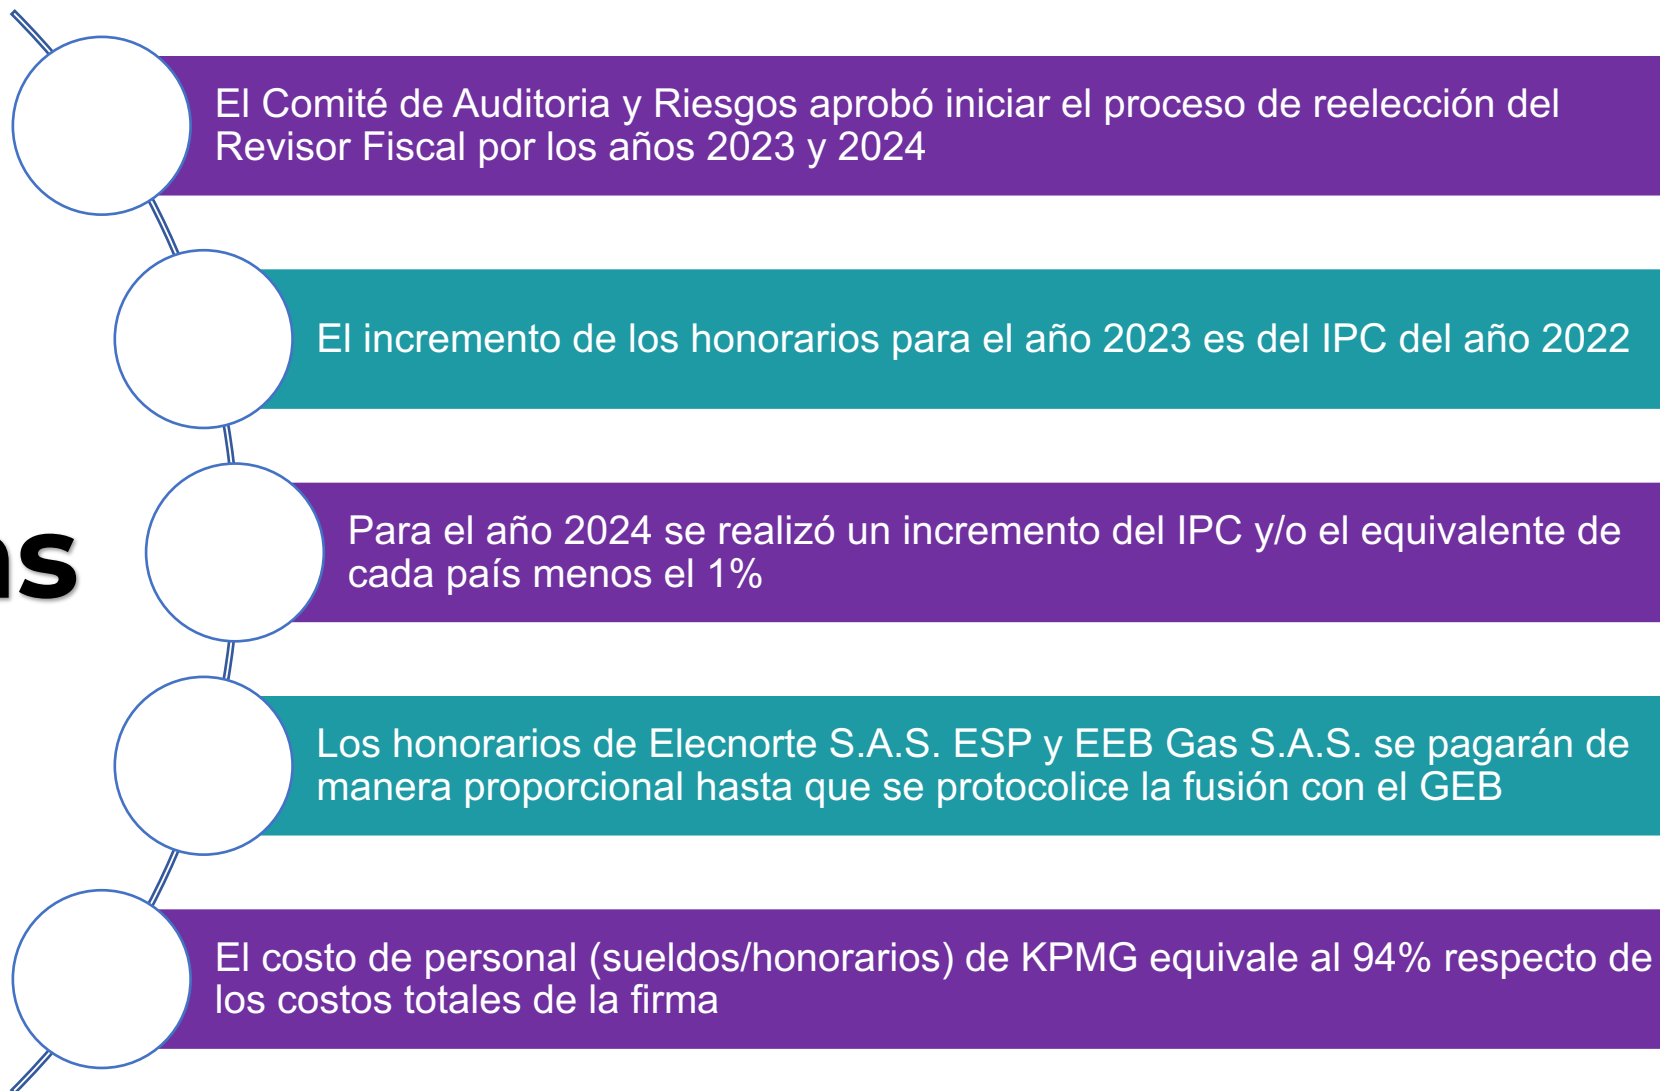 El Comité de Auditoria y Riesgos aprobó iniciar el proceso de reelección del
Revisor Fiscal por los años 2023 y 2024
El incremento de los honorarios para el año 2023 es del IPC del año 2022
Para el año 2024 se realizó un incremento del IPC y/o el equivalente de
cada país menos el 1%
Los honorarios de Elecnorte S.A.S. ESP y EEB Gas S.A.S. se pagarán de
manera proporcional hasta que se protocolice la fusión con el GEB
El costo de personal (sueldos/honorarios) de KPMG equivale al 94% respecto de
los costos totales de la firma